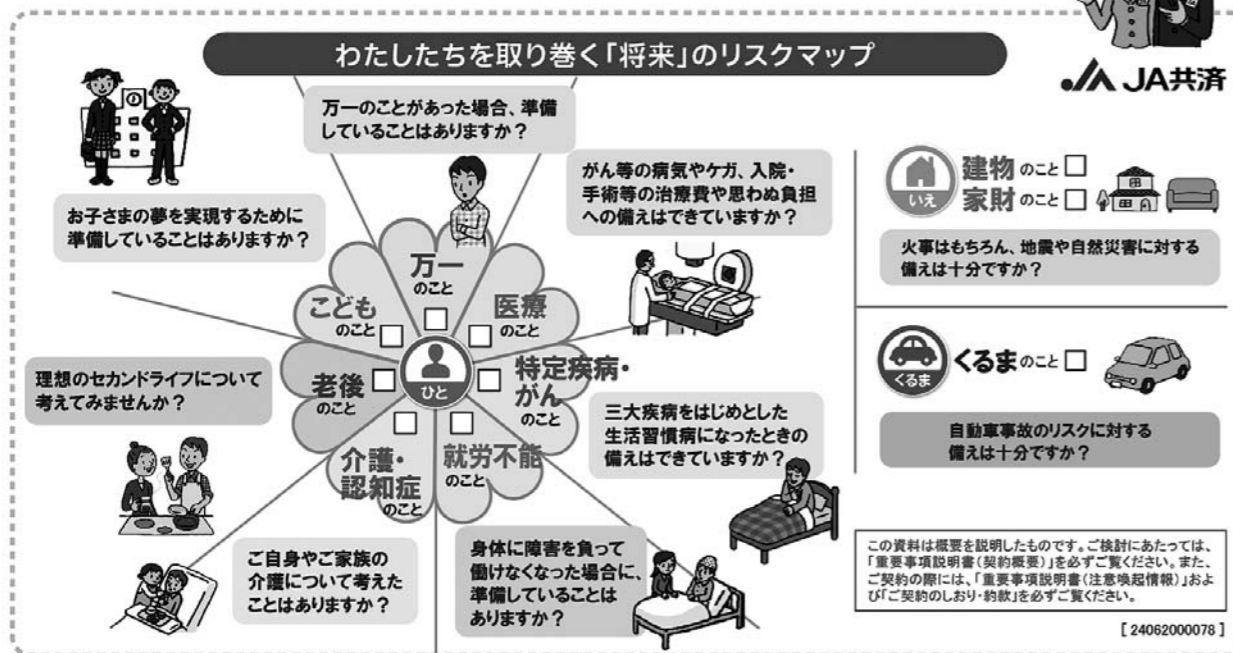 わたしたちを取り巻く「将来」のリスクマップ
JA共済
万一のことがあった場合、準備
していることはありますか？
がん等の病気やケガ、入院・
手術等の治療費や思わぬ負担
への備えはできていますか？
お子さまの夢を実現するために
準備していることはありますか？
万一
のこと
こども
のこと
医療
のこと
老後
のこと
ひと
特定疾病・
がん
のこと
介護・
認知症
のこと
就労不能
のこと
理想のセカンドライフについて
考えてみませんか？
三大疾病をはじめとした
生活習慣病になったときの
備えはできていますか？
ご自身やご家族の
介護について考えた
ことはありますか？
身体に障害を負って
働けなくなった場合に、
準備していることは
ありますか？
いえ
建物のこと
家財のこと
火事はもちろん、地震や自然災害に対する
備えは十分ですか？
くるま
くるまのこと
自動車事故のリスクに対する
備えは十分ですか？
この資料は概要を説明したものです。ご検討にあたっては、
「重要事項説明書（契約概要）」を必ずご覧ください。また、
ご契約の際には、「重要事項説明書（注意喚起情報）」およ
び「ご契約のしおり・約款」を必ずご覧ください。
[ 24062000078 ]